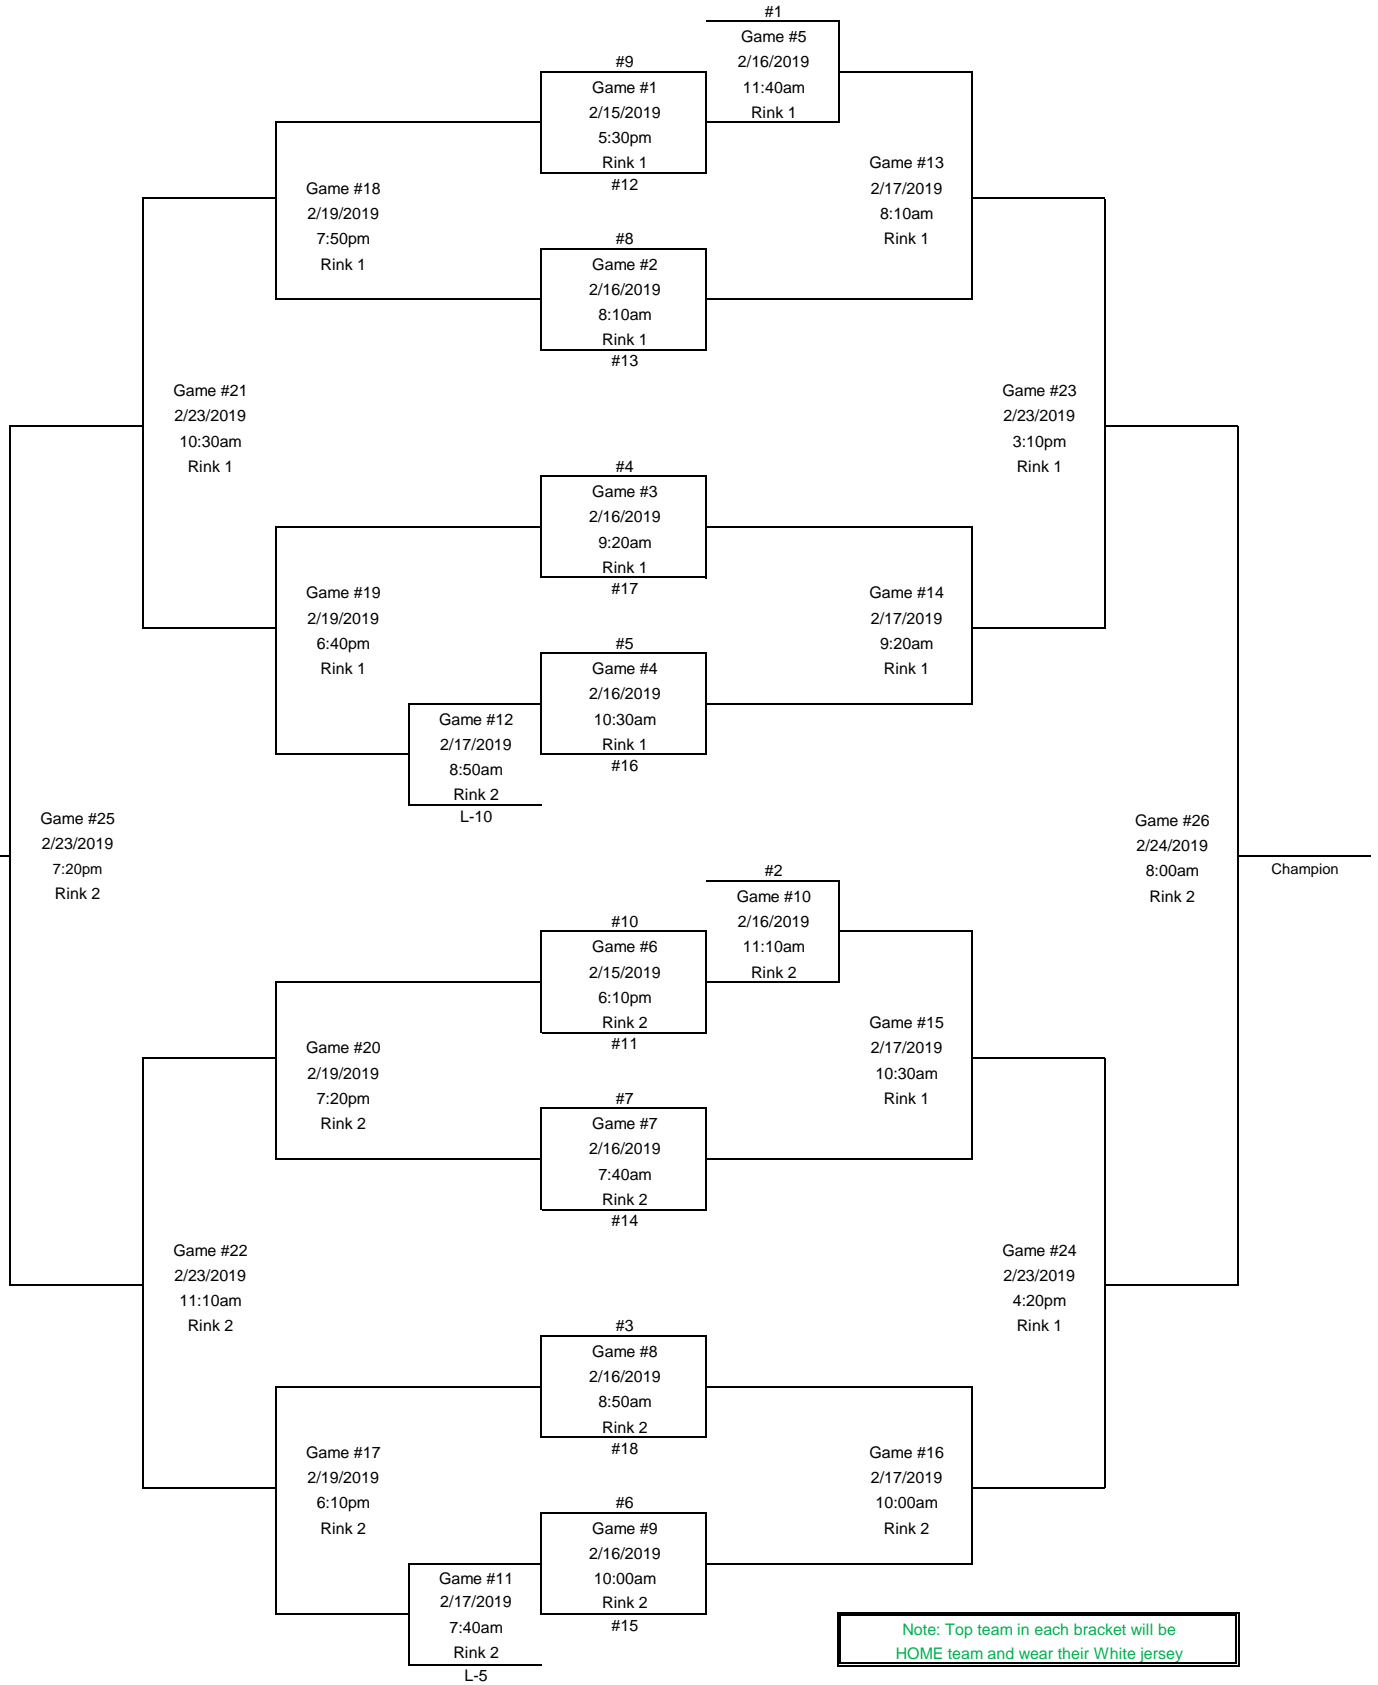 #1
Game #5
2/16/2019
11:40am
Rink 1
#9
Game #1
2/15/2019
5:30pm
Rink 1
#12
Game #18
2/19/2019
7:50pm
Rink 1
Game #13
2/17/2019
8:10am
Rink 1
#8
Game #2
2/16/2019
8:10am
Rink 1
#13
Game #21
2/23/2019
10:30am
Rink 1
Game #23
2/23/2019
3:10pm
Rink 1
#4
Game #3
2/16/2019
9:20am
Rink 1
#17
Game #19
2/19/2019
6:40pm
Rink 1
Game #14
2/17/2019
9:20am
Rink 1
#5
Game #4
2/16/2019
10:30am
Rink 1
#16
Game #12
2/17/2019
8:50am
Rink 2
L-10
Game #25
2/23/2019
7:20pm
Rink 2
Game #26
2/24/2019
8:00am
Rink 2
Champion
#2
Game #10
2/16/2019
11:10am
Rink 2
#10
Game #6
2/15/2019
6:10pm
Rink 2
#11
Game #20
2/19/2019
7:20pm
Rink 2
Game #15
2/17/2019
10:30am
Rink 1
#7
Game #7
2/16/2019
7:40am
Rink 2
#14
Game #22
2/23/2019
11:10am
Rink 2
Game #24
2/23/2019
4:20pm
Rink 1
#3
Game #8
2/16/2019
8:50am
Rink 2
#18
Game #17
2/19/2019
6:10pm
Rink 2
Game #16
2/17/2019
10:00am
Rink 2
#6
Game #9
2/16/2019
10:00am
Rink 2
#15
Game #11
2/17/2019
7:40am
Rink 2
L-5
Note: Top team in each bracket will be
HOME team and wear their White jersey